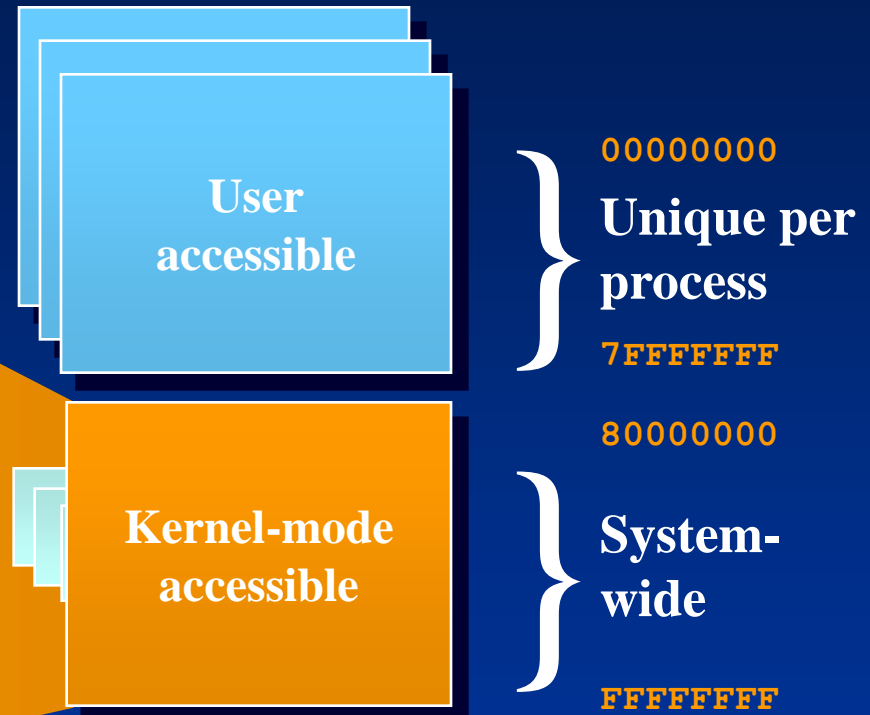 User
accessible
00000000
Unique per
process
7FFFFFFF
80000000
Kernel-mode
accessible
System-
wide
FFFFFFFF